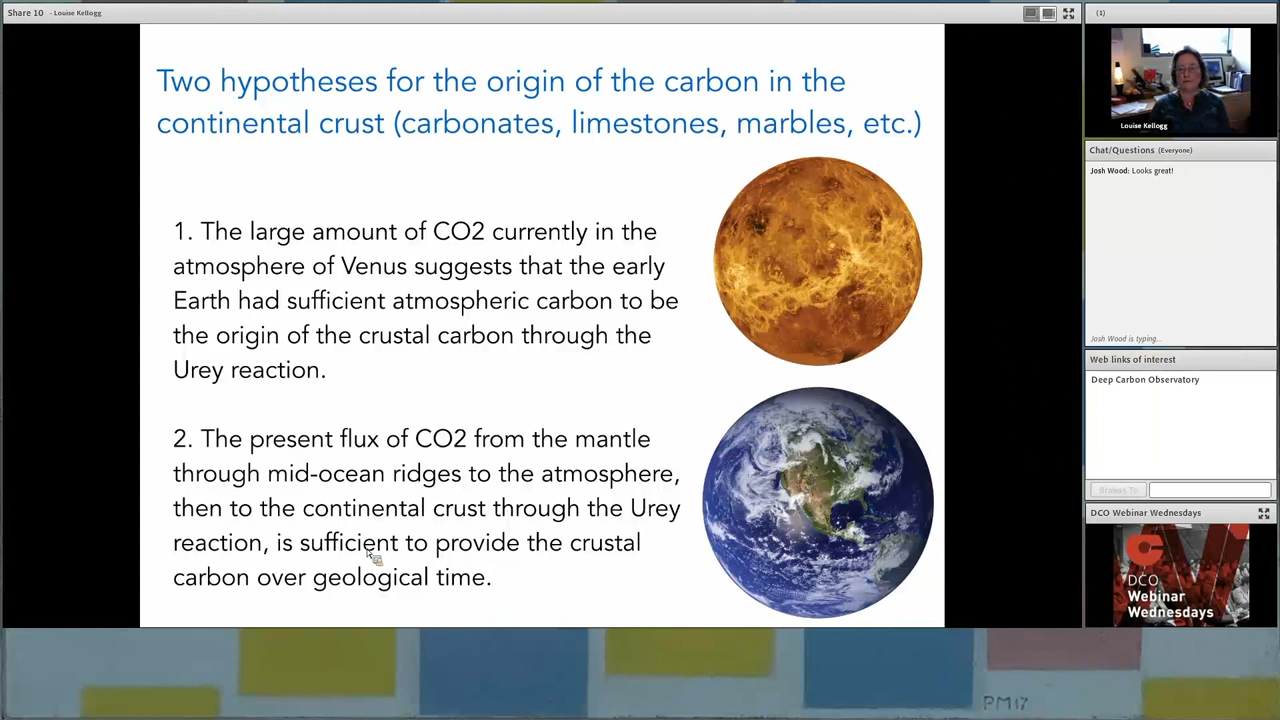 Share 10 - Louise Kellogg
Two hypotheses for the origin of the carbon in the
continental crust (carbonates, limestones, marbles, etc.)
1. The large amount of CO2 currently in the
atmosphere of Venus suggests that the early
Earth had sufficient atmospheric carbon to be
the origin of the crustal carbon through the
Urey reaction.
2. The present flux of CO2 from the mantle
through mid-ocean ridges to the atmosphere,
then to the continental crust through the Urey
reaction, is sufficient to provide the crustal
carbon over geological time.
(1)
Louise Kellogg
Chat/Questions (Everyone)
Josh Wood: Looks great!
Josh Wood is typing...
Web links of interest
Deep Carbon Observatory
Browse To
DCO Webinar Wednesdays
DCO
Webinar
Wednesdays
PM17